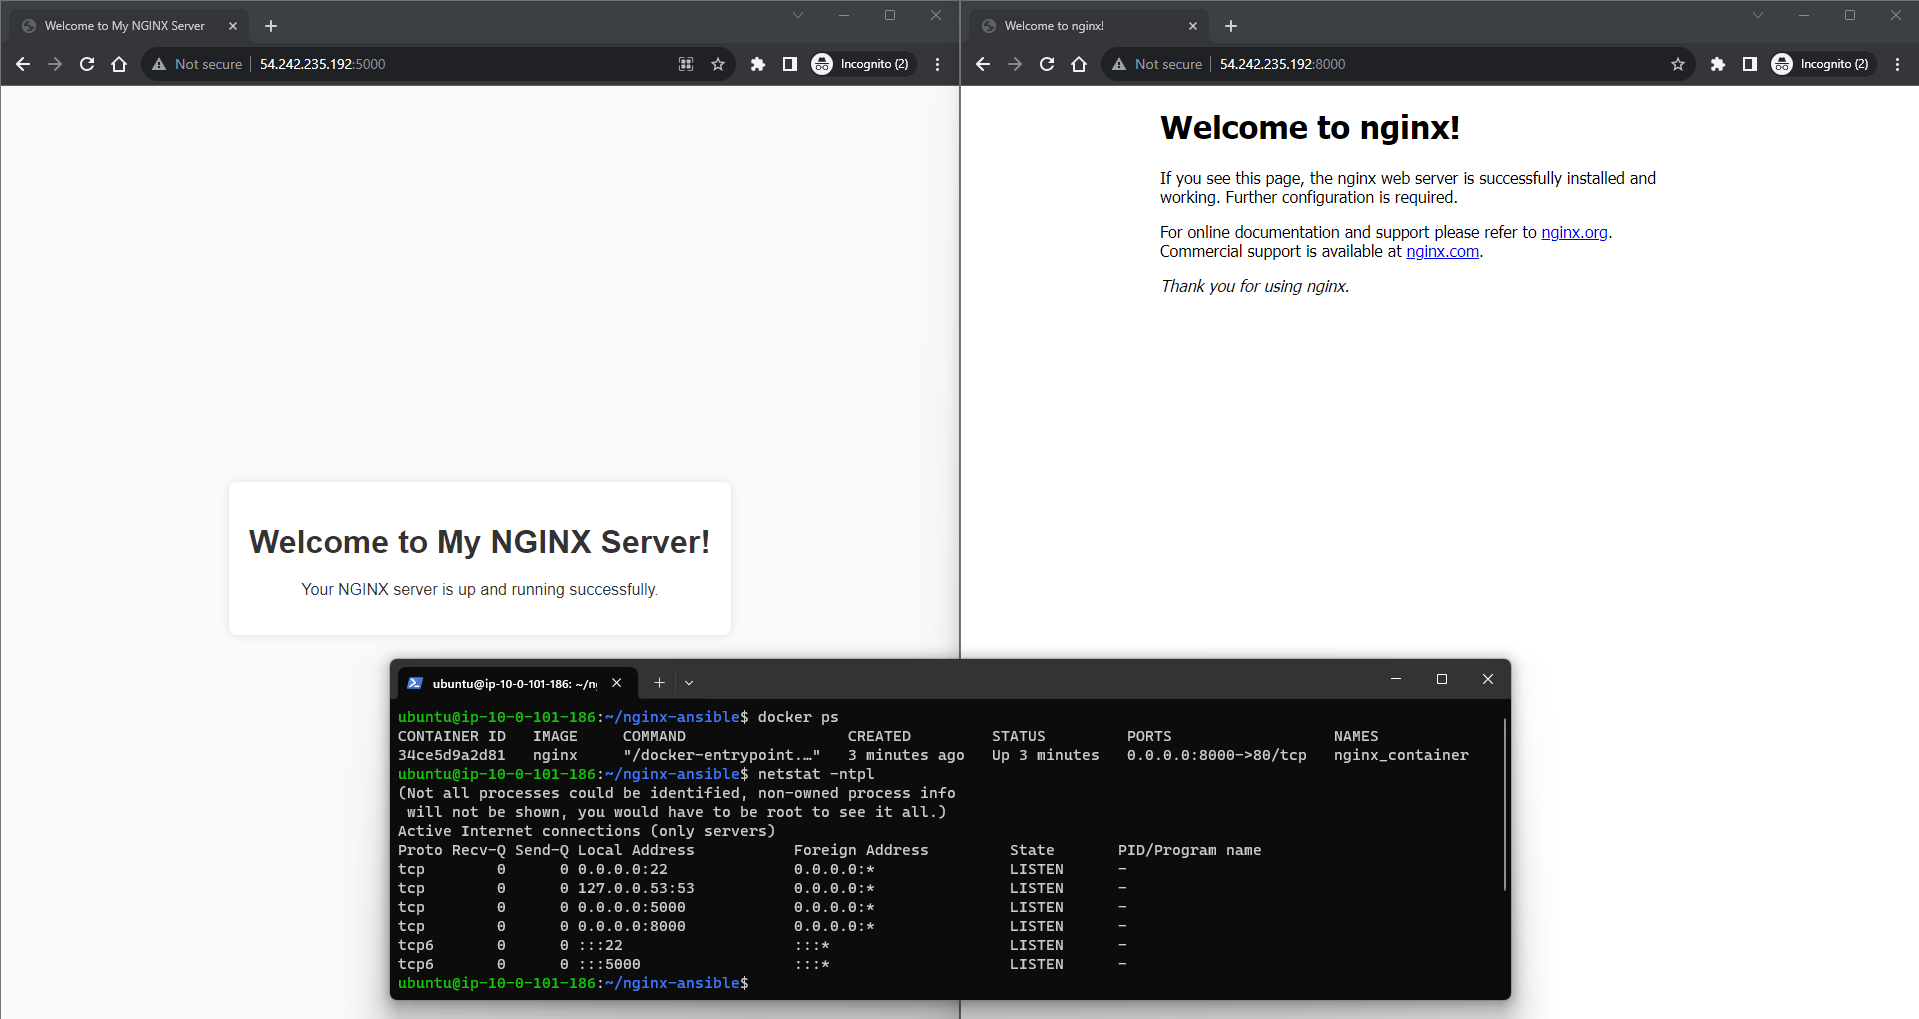 Welcome to My NGINX Server
Not secure 54.242.235.192:5000 Incognito (2)
Welcome to My NGINX Server!
Your NGINX server is up and running successfully.
Welcome to nginx!
Not secure 54.242.235.192:8000 Incognito (2)
Welcome to nginx!
If you see this page, the nginx web server is successfully installed and
working. Further configuration is required.
For online documentation and support please refer to nginx.org.
Commercial support is available at nginx.com.
Thank you for using nginx.
ubuntu@ip-10-0-101-186: ~/n
ubuntu@ip-10-0-101-186:~/nginx-ansible$ docker ps
CONTAINER ID   IMAGE     COMMAND                  CREATED         STATUS         PORTS                  NAMES
34ce5d9a2d81   nginx     "/docker-entrypoint.…"   3 minutes ago   Up 3 minutes   0.0.0.0:8000->80/tcp   nginx_container
ubuntu@ip-10-0-101-186:~/nginx-ansible$ netstat -ntpl
(Not all processes could be identified, non-owned process info
 will not be shown, you would have to be root to see it all.)
Active Internet connections (only servers)
Proto Recv-Q Send-Q Local Address           Foreign Address         State       PID/Program name
tcp        0      0 0.0.0.0:22              0.0.0.0:*               LISTEN      -
tcp        0      0 127.0.0.53:53           0.0.0.0:*               LISTEN      -
tcp        0      0 0.0.0.0:5000            0.0.0.0:*               LISTEN      -
tcp        0      0 0.0.0.0:8000            0.0.0.0:*               LISTEN      -
tcp6       0      0 :::22                   :::*                    LISTEN      -
tcp6       0      0 :::5000                 :::*                    LISTEN      -
ubuntu@ip-10-0-101-186:~/nginx-ansible$